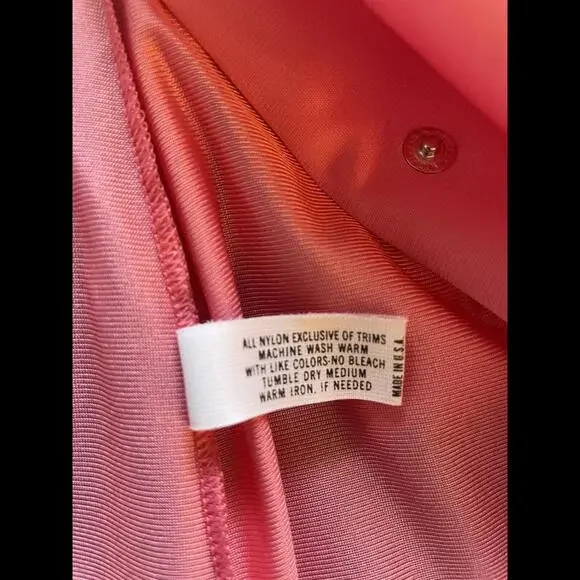 ALL NYLON EXCLUSIVE OF TRIMS
MACHINE WASH WARM
WITH LIKE COLORS-NO BLEACH
TUMBLE DRY MEDIUM
WARM IRON, IF NEEDED
MADE IN U.S.A.